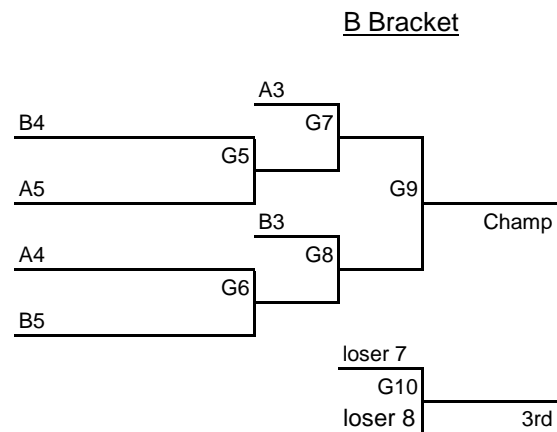 B Bracket
A3
B4
G7
G5
A5
G9
B3
Champ
A4
G8
G6
B5
loser 7
G10
loser 8
3rd